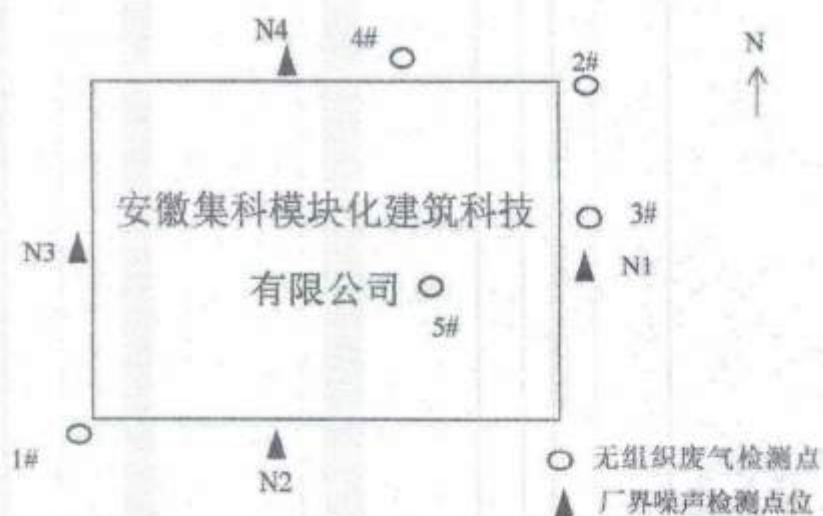 N4
4#
2#
N
安徽集科模块化建筑科技
有限公司
3#
N3
N1
5#
1#
N2
无组织废气检测点
厂界噪声检测点位